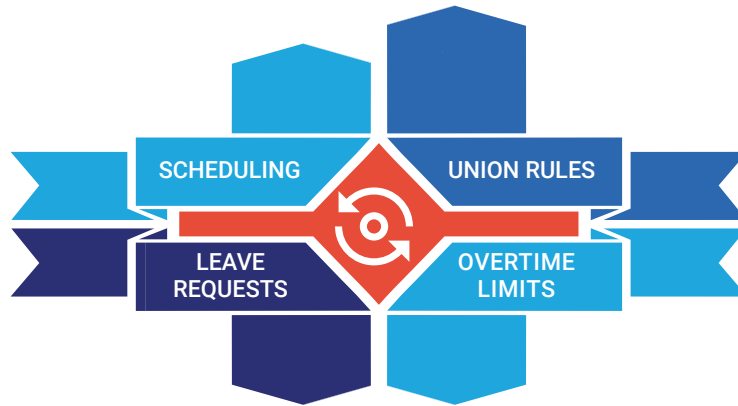 SCHEDULING
UNION RULES
LEAVE
REQUESTS
OVERTIME
LIMITS